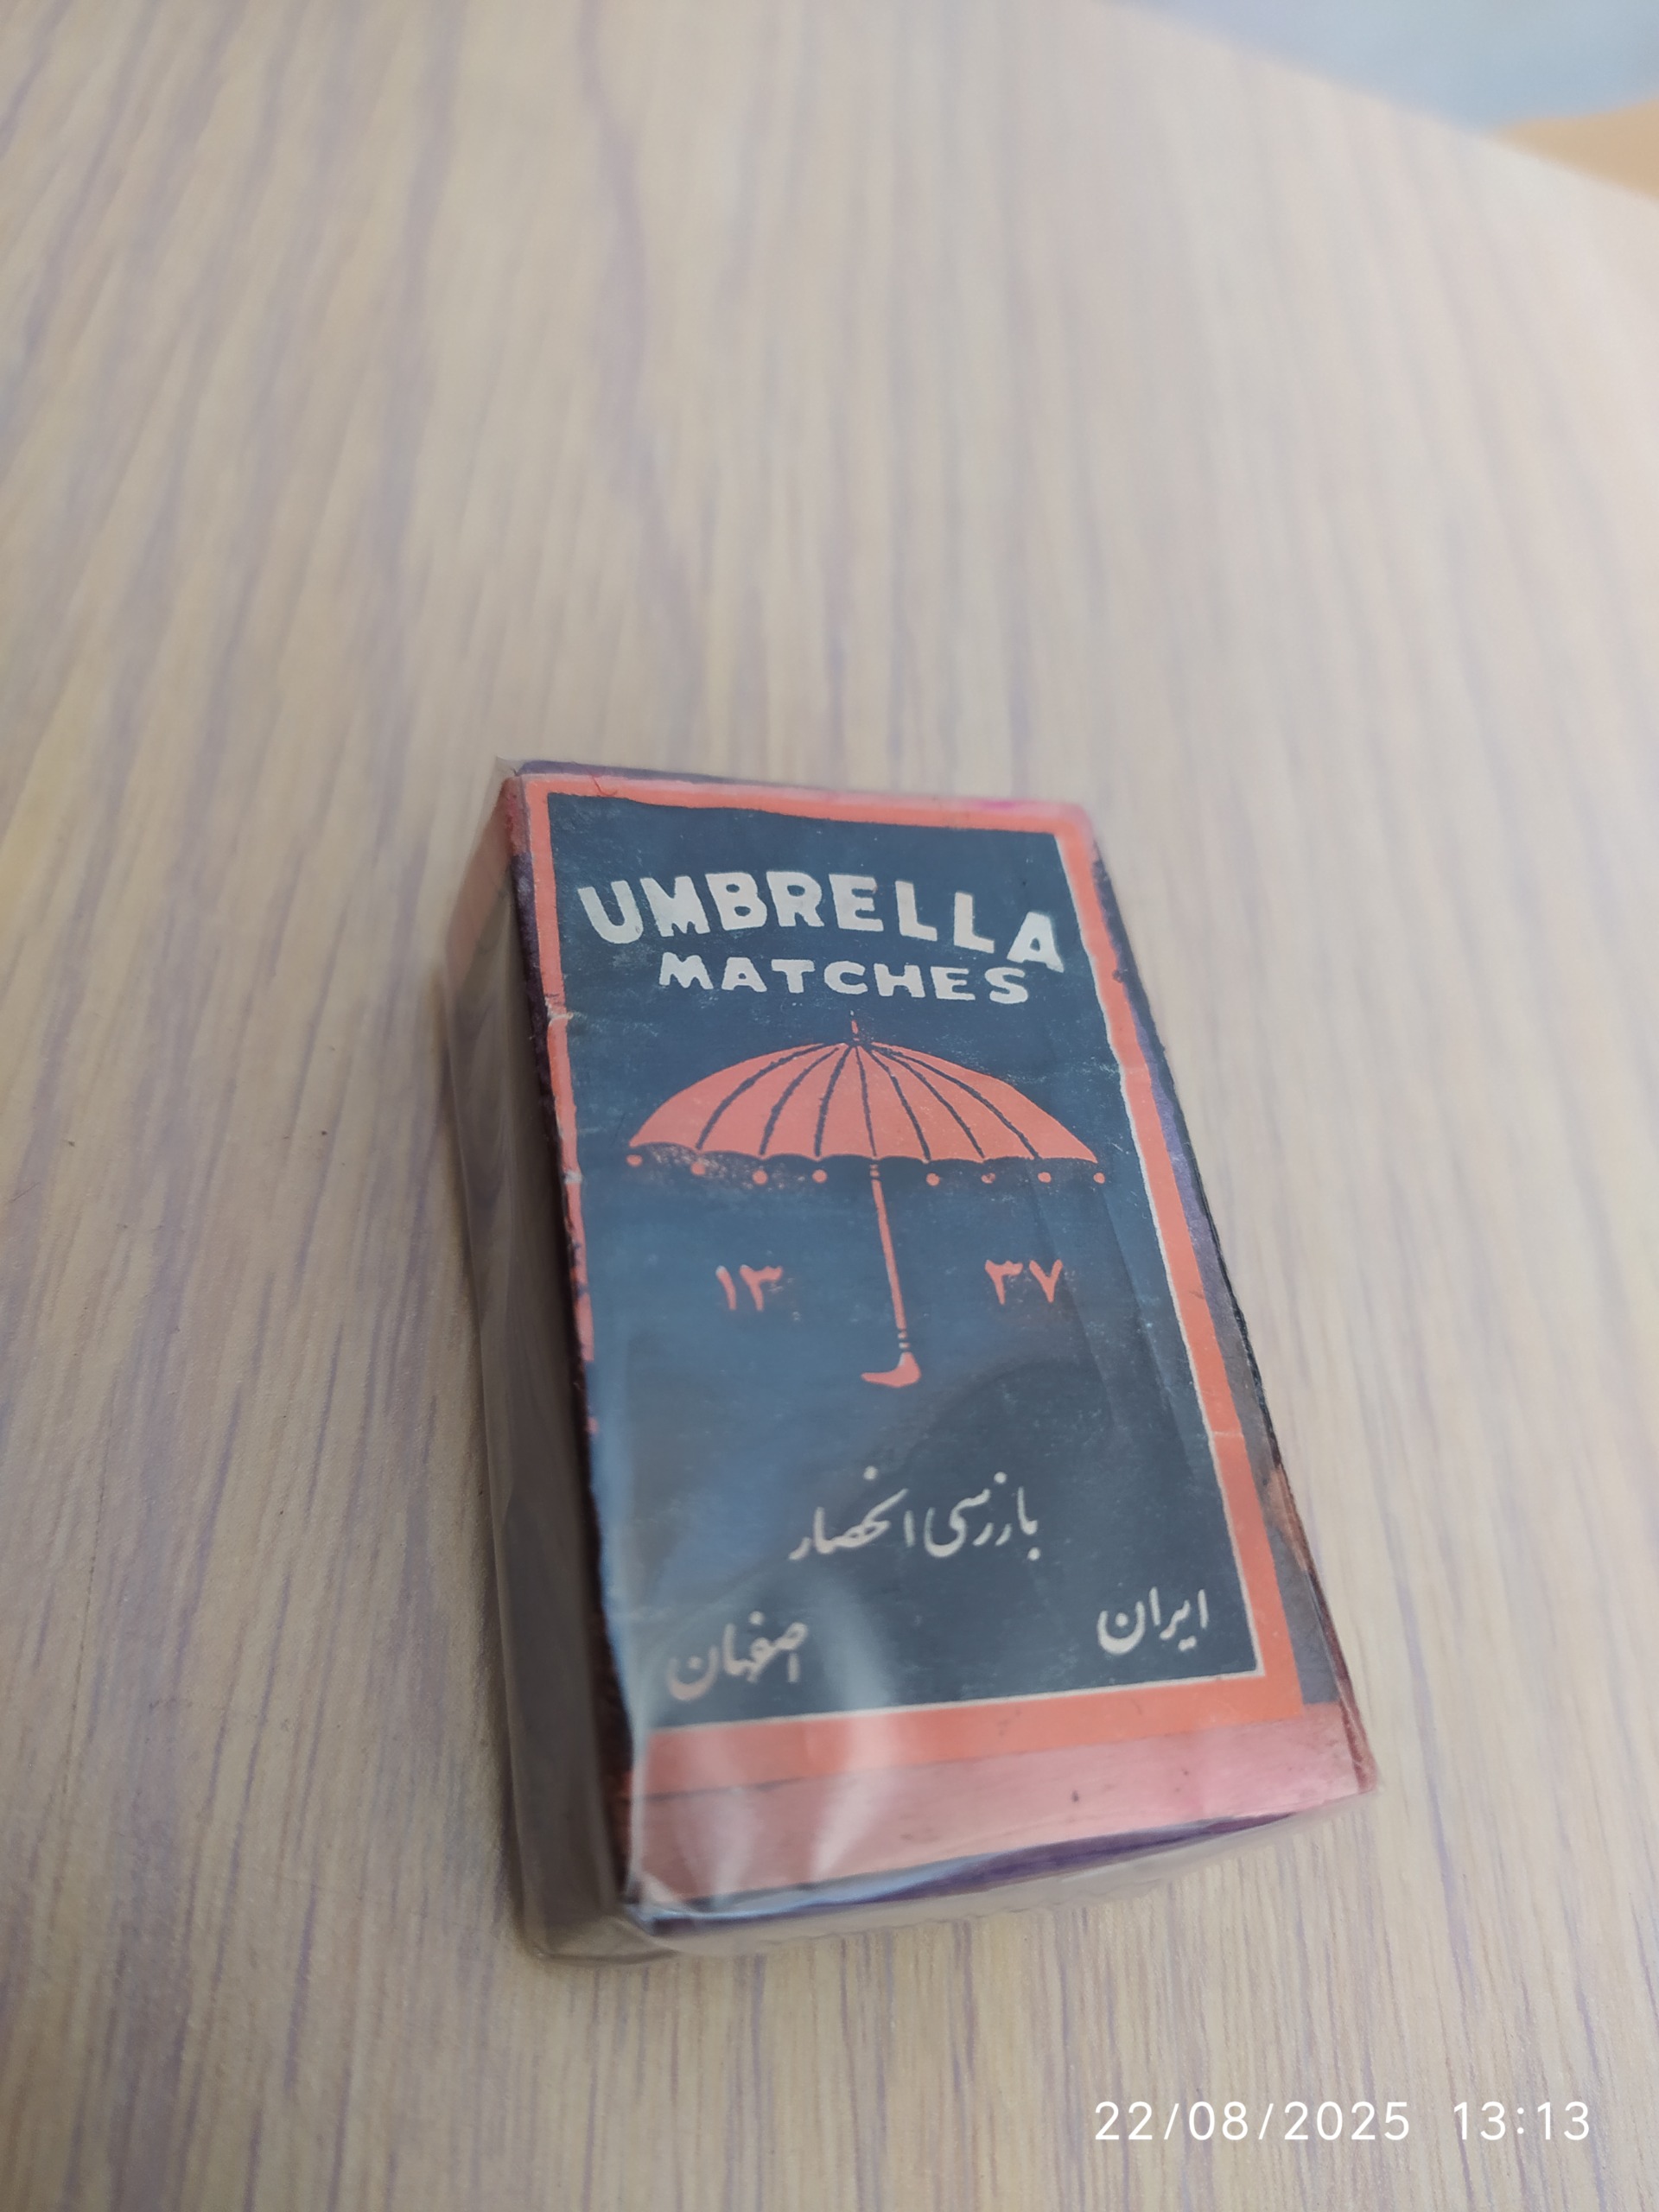 UMBRELLA
MATCHES
۱۳ ۳۷
بازرسی انحصار
ایران
اصفهان
22/08/2025 13:13